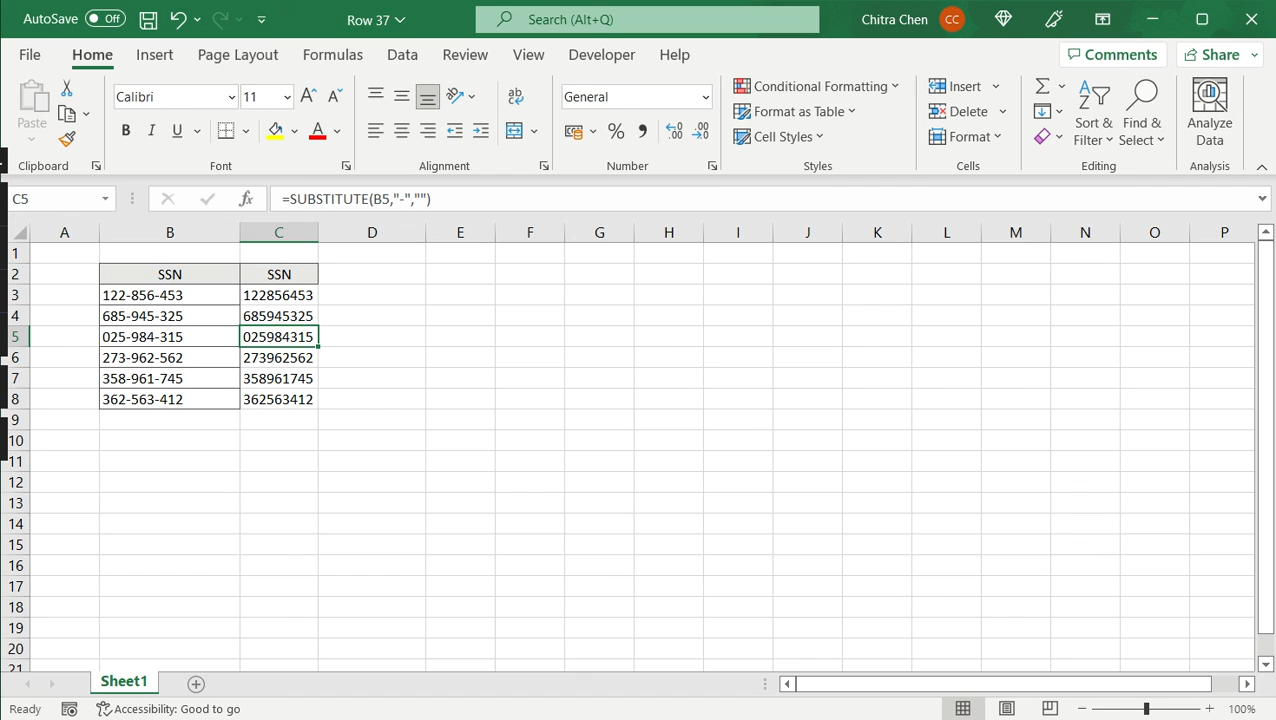 AutoSave Off Row 37 Search (Alt+Q) Chitra Chen CC
File Home Insert Page Layout Formulas Data Review View Developer Help Comments Share
Calibri 11 General Conditional Formatting Insert
Paste Format as Table Delete Sort & Find & Analyze
Cell Styles Format Filter Select Data
Clipboard Font Alignment Number Styles Cells Editing Analysis
C5 fx =SUBSTITUTE(B5,"-","")
A B C D E F G H I J K L M N O P
1
2 SSN SSN
3 122-856-453 122856453
4 685-945-325 685945325
5 025-984-315 025984315
6 273-962-562 273962562
7 358-961-745 358961745
8 362-563-412 362563412
9
10
11
12
13
14
15
16
17
18
19
20
21
Sheet1
Ready Accessibility: Good to go 100%